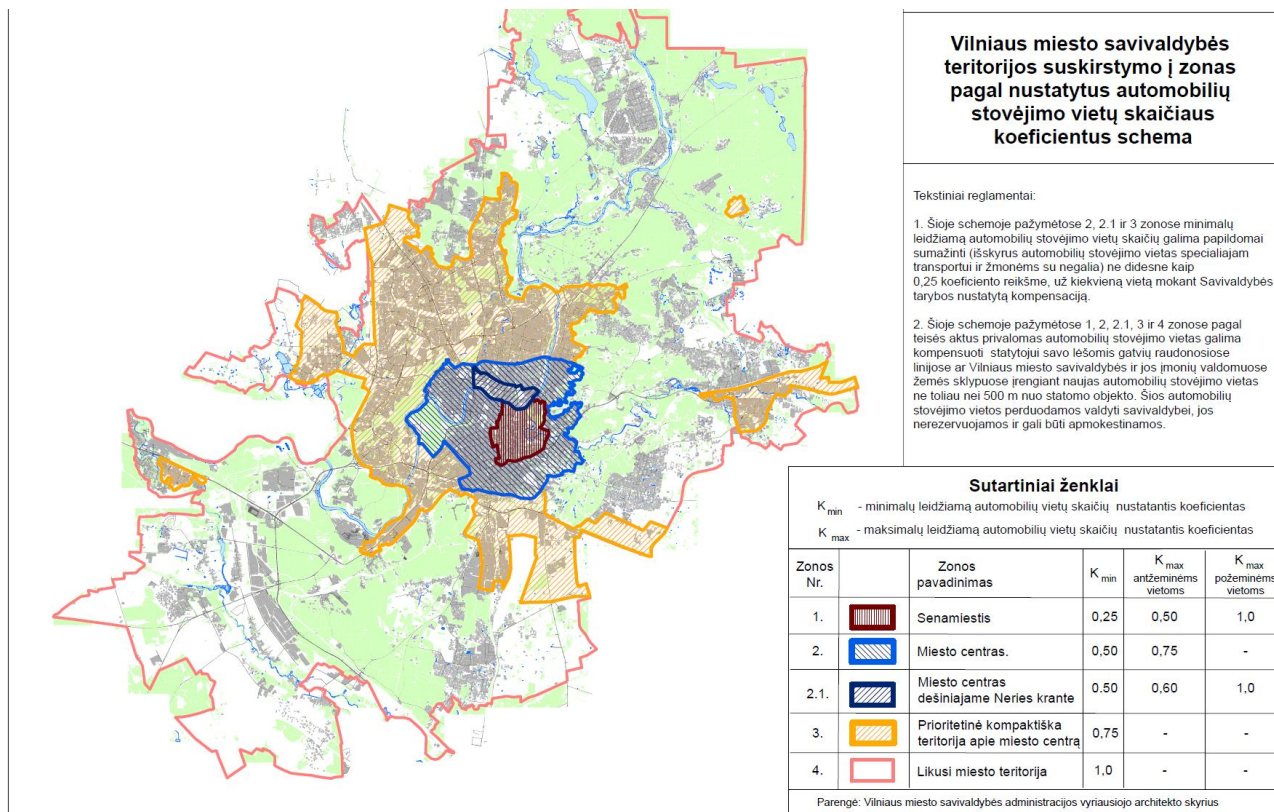 Vilniaus miesto savivaldybės
teritorijos suskirstymo į zonas
pagal nustatytus automobilių
stovėjimo vietų skaičiaus
koeficientus schema
Tekstiniai reglamentai:
1. Šioje schemoje pažymėtose 2, 2.1 ir 3 zonose minimalų
leidžiamą automobilių stovėjimo vietų skaičių galima papildomai
sumažinti (išskyrus automobilių stovėjimo vietas specialiajam
transportui ir žmonėms su negalia) ne didesne kaip
0,25 koeficiento reikšme, už kiekvieną vietą mokant Savivaldybės
tarybos nustatytą kompensaciją.
2. Šioje schemoje pažymėtose 1, 2, 2.1, 3 ir 4 zonose pagal
teisės aktus privalomas automobilių stovėjimo vietas galima
kompensuoti statytojui savo lėšomis gatvių raudonosiose
linijose ar Vilniaus miesto savivaldybė ir jos įmonių valdomuose
žemės sklypuose įrengiant naujas automobilių stovėjimo vietas
ne toliau nei 500 m nuo statomo objekto. Šios automobilių
stovėjimo vietos perduodamos valdyti savivaldybei, jos
nerezervuojamos ir gali būti apmokestinamos.
Sutartiniai ženklai
K min - minimalų leidžiamą automobilių vietų skaičių nustatantis koeficientas
K max - maksimalų leidžiamą automobilių vietų skaičių nustatantis koeficientas
Zonos Nr. Zonos pavadinimas K min K max antžeminėms vietoms K max požeminėms vietoms
1. Senamiestis 0,25 0,50 1,0
2. Miesto centras. 0,50 0,75 -
2.1. Miesto centras dešiniajame Neries krante 0.50 0,60 1,0
3. Prioritetinė kompaktiška teritorija apie miesto centrą 0,75 - -
4. Likusi miesto teritorija 1,0 - -
Parengė: Vilniaus miesto savivaldybės administracijos vyriausiojo architekto skyrius